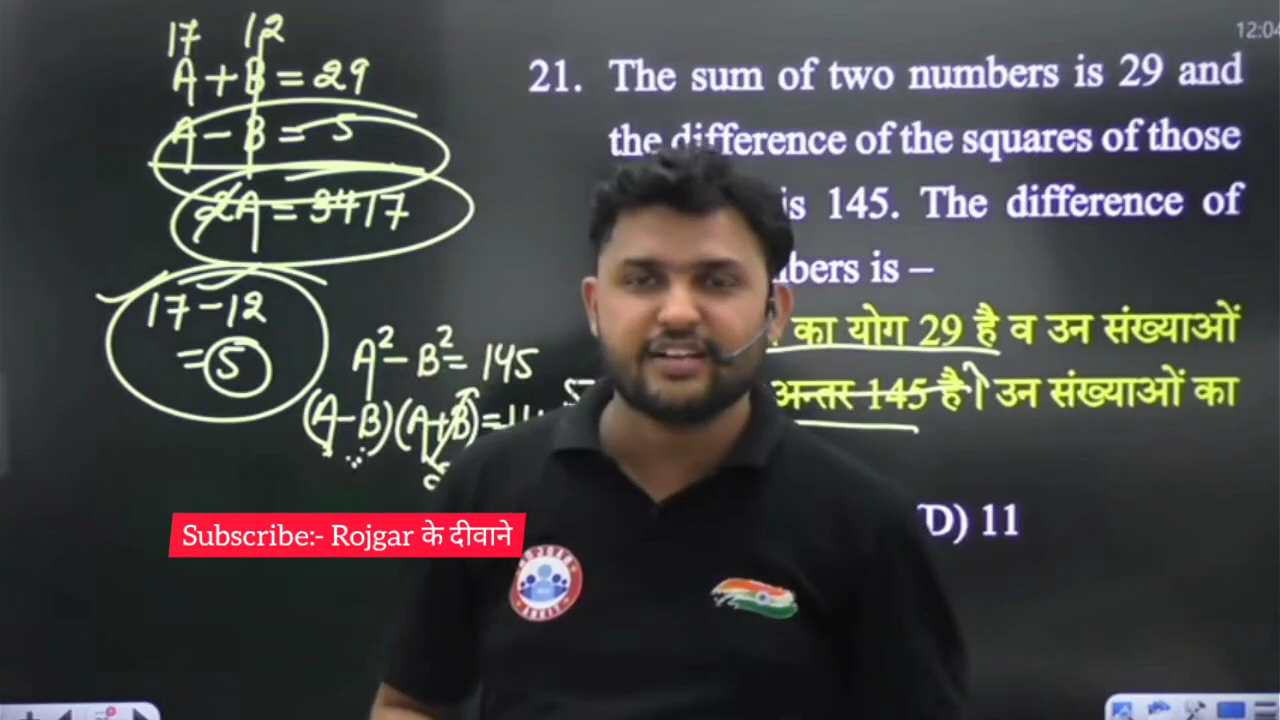 12:04
17 12
A + B = 29
A - B = 5
2A = 34 17
17 - 12
= 5
A² - B² = 145
(A - B)(A + B) =
21. The sum of two numbers is 29 and
the difference of the squares of those
is 145. The difference of
is –
का योग 29 है व उन संख्याओं
अन्तर 145 है। उन संख्याओं का
D) 11
Subscribe:- Rojgar के दीवाने